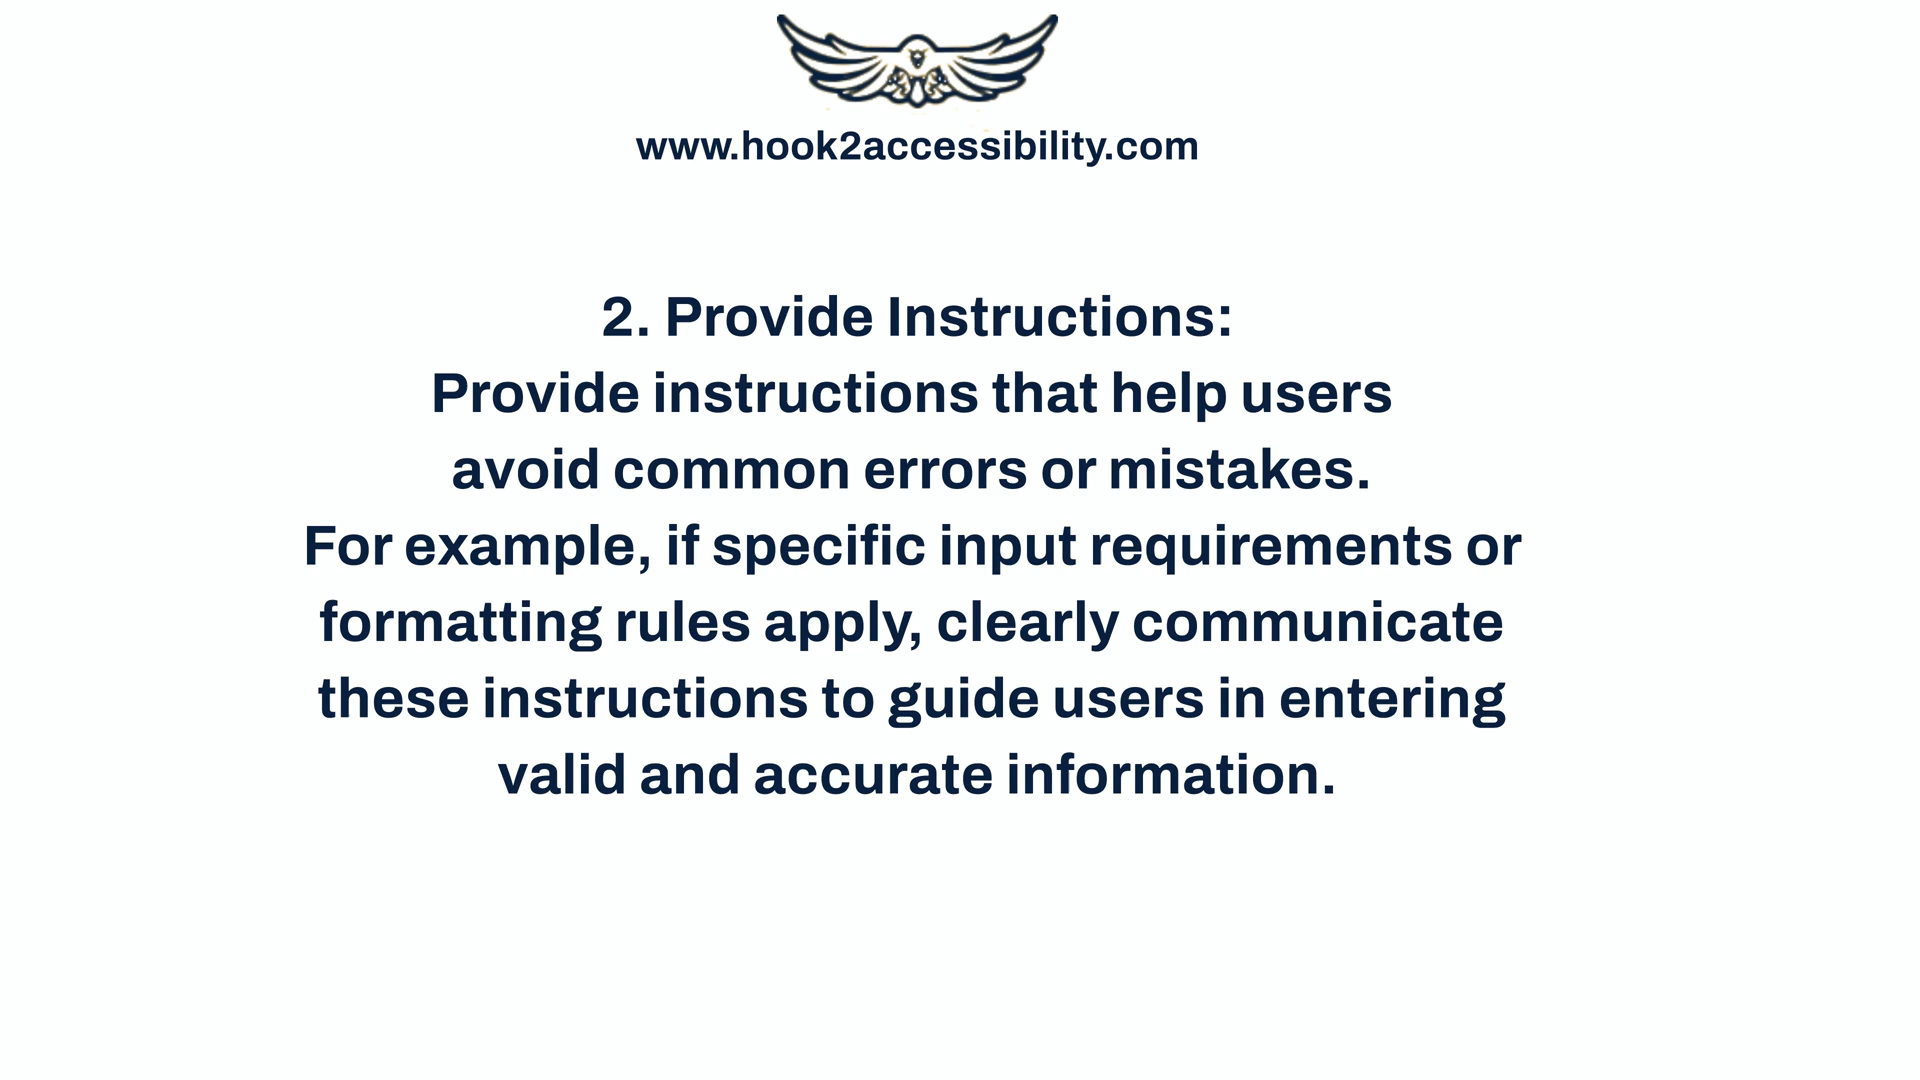 www.hook2accessibility.com
2. Provide Instructions:
Provide instructions that help users
avoid common errors or mistakes.
For example, if specific input requirements or
formatting rules apply, clearly communicate
these instructions to guide users in entering
valid and accurate information.